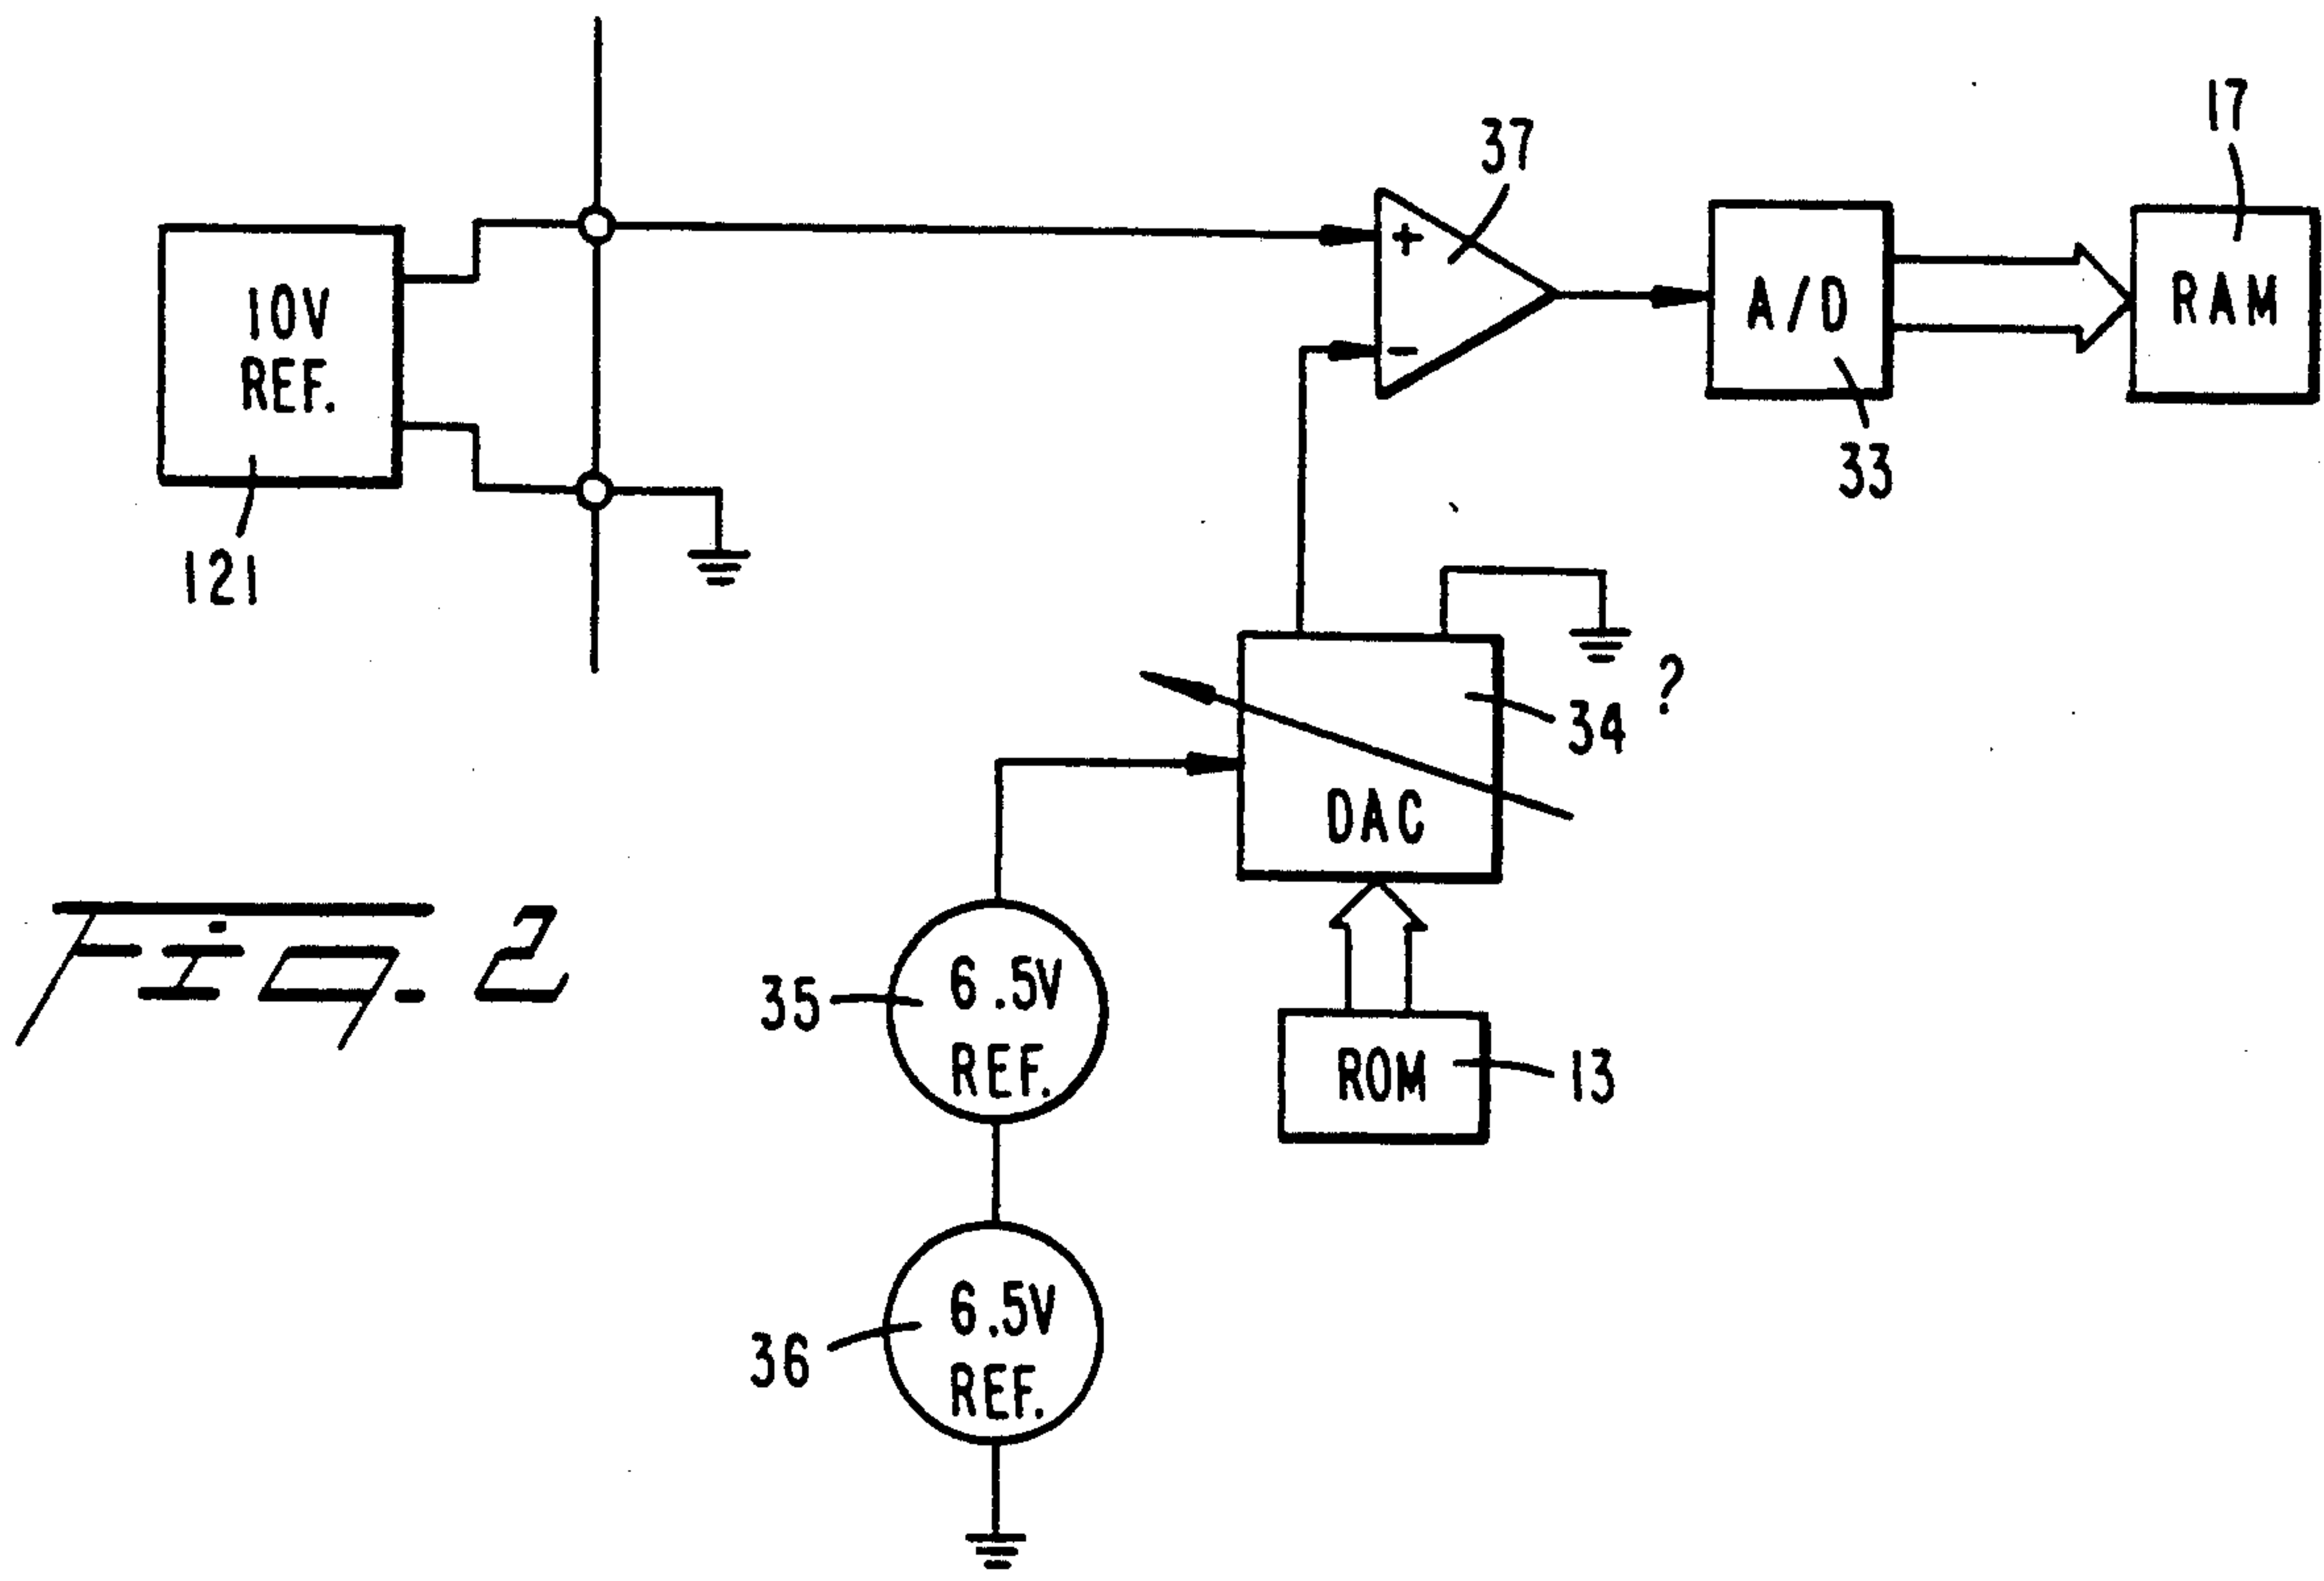 17
37
10V
REF.
+
A/D
RAM
−
33
121
?
34
DAC
Fig. 2
35
6.5V
REF.
ROM
13
36
6.5V
REF.